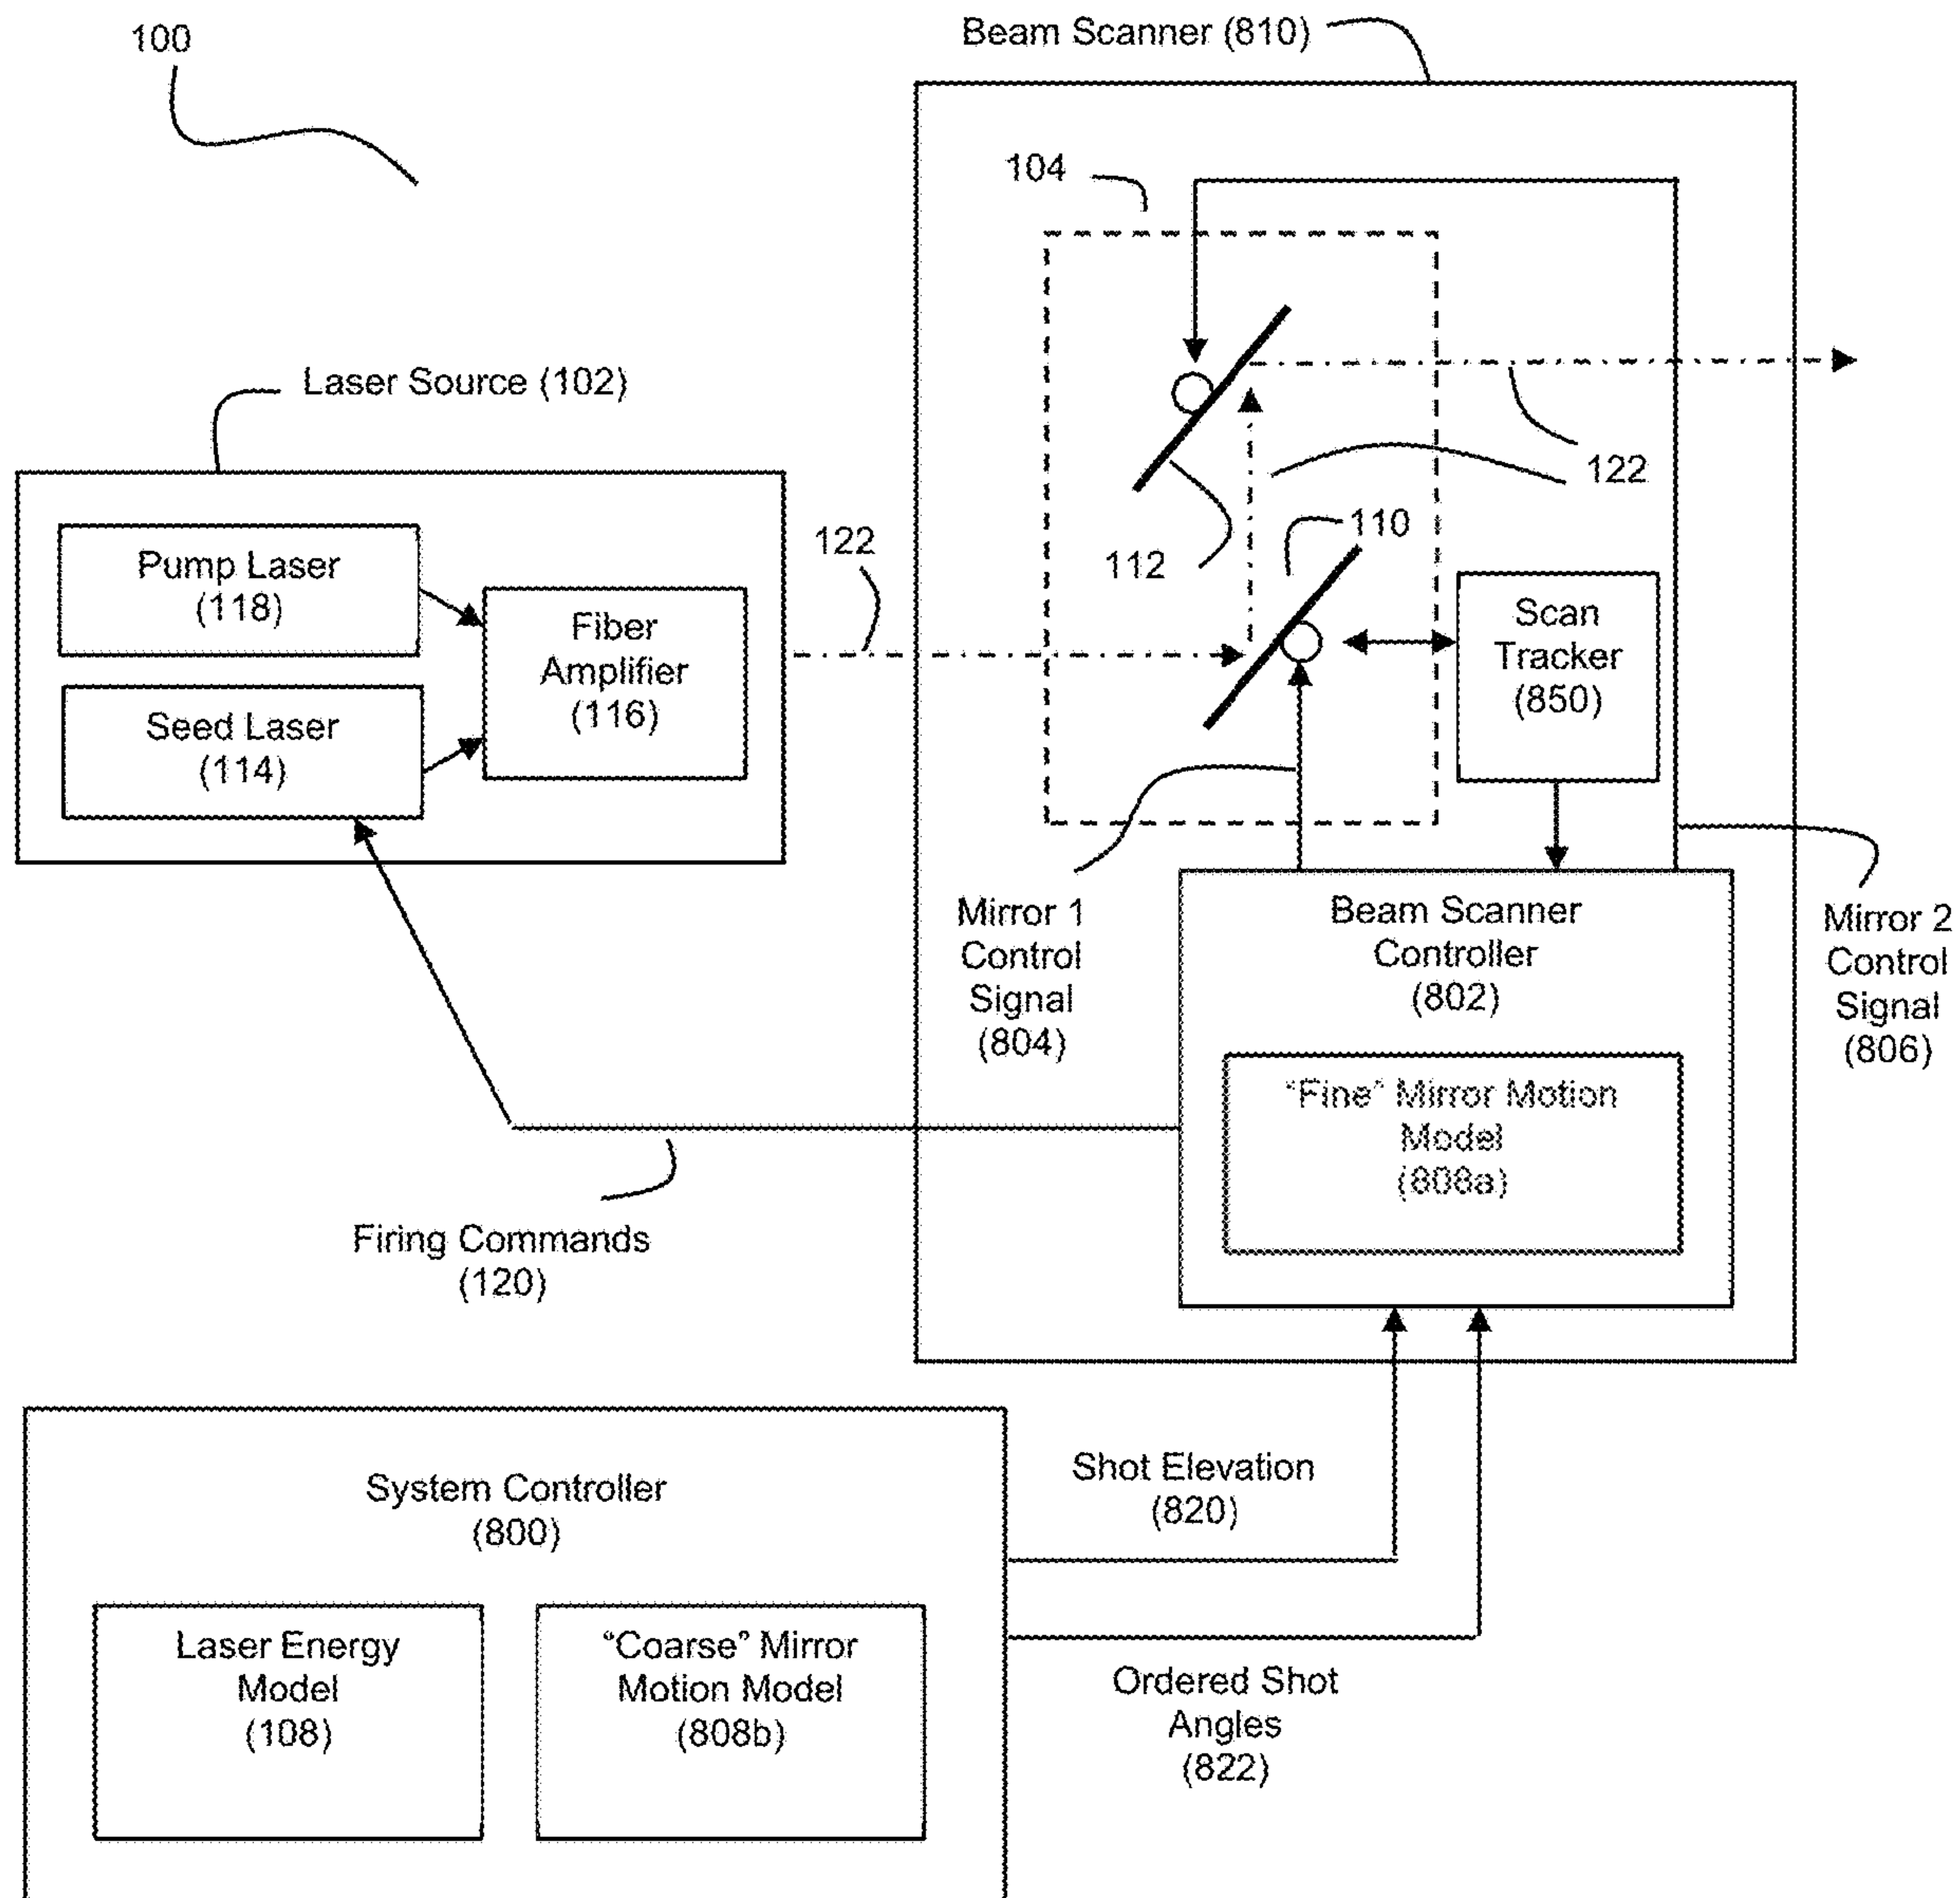 100
Beam Scanner (810)
104
Laser Source (102)
122
110
112
122
Pump Laser
(118)
Fiber
Amplifier
(116)
Seed Laser
(114)
Scan
Tracker
(850)
Mirror 1
Control
Signal
(804)
Beam Scanner
Controller
(802)
Mirror 2
Control
Signal
(806)
"Fine" Mirror Motion
Model
(808a)
Firing Commands
(120)
System Controller
(800)
Shot Elevation
(820)
Laser Energy
Model
(108)
"Coarse" Mirror
Motion Model
(808b)
Ordered Shot
Angles
(822)